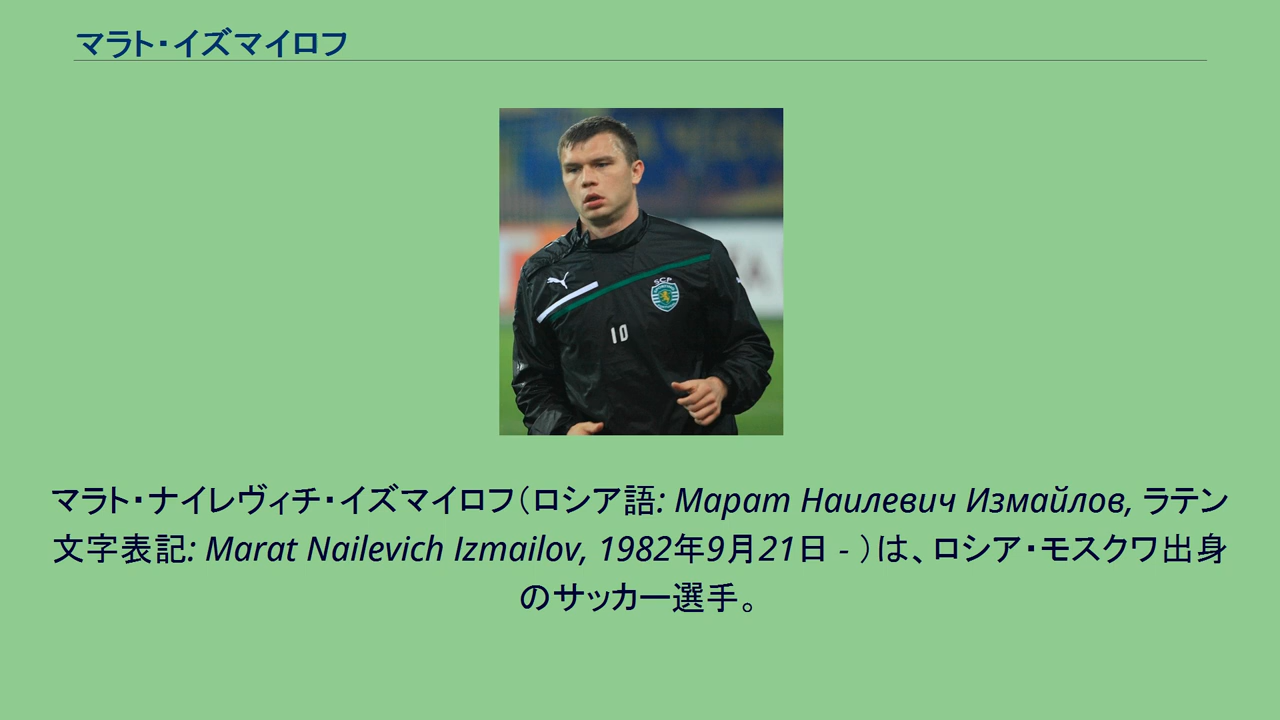 マラト・イズマイロフ
SCP
10
マラト・ナイレヴィチ・イズマイロフ（ロシア語: Марат Наилевич Измайлов, ラテン
文字表記: Marat Nailevich Izmailov, 1982年9月21日 - ）は、ロシア・モスクワ出身
のサッカー選手。